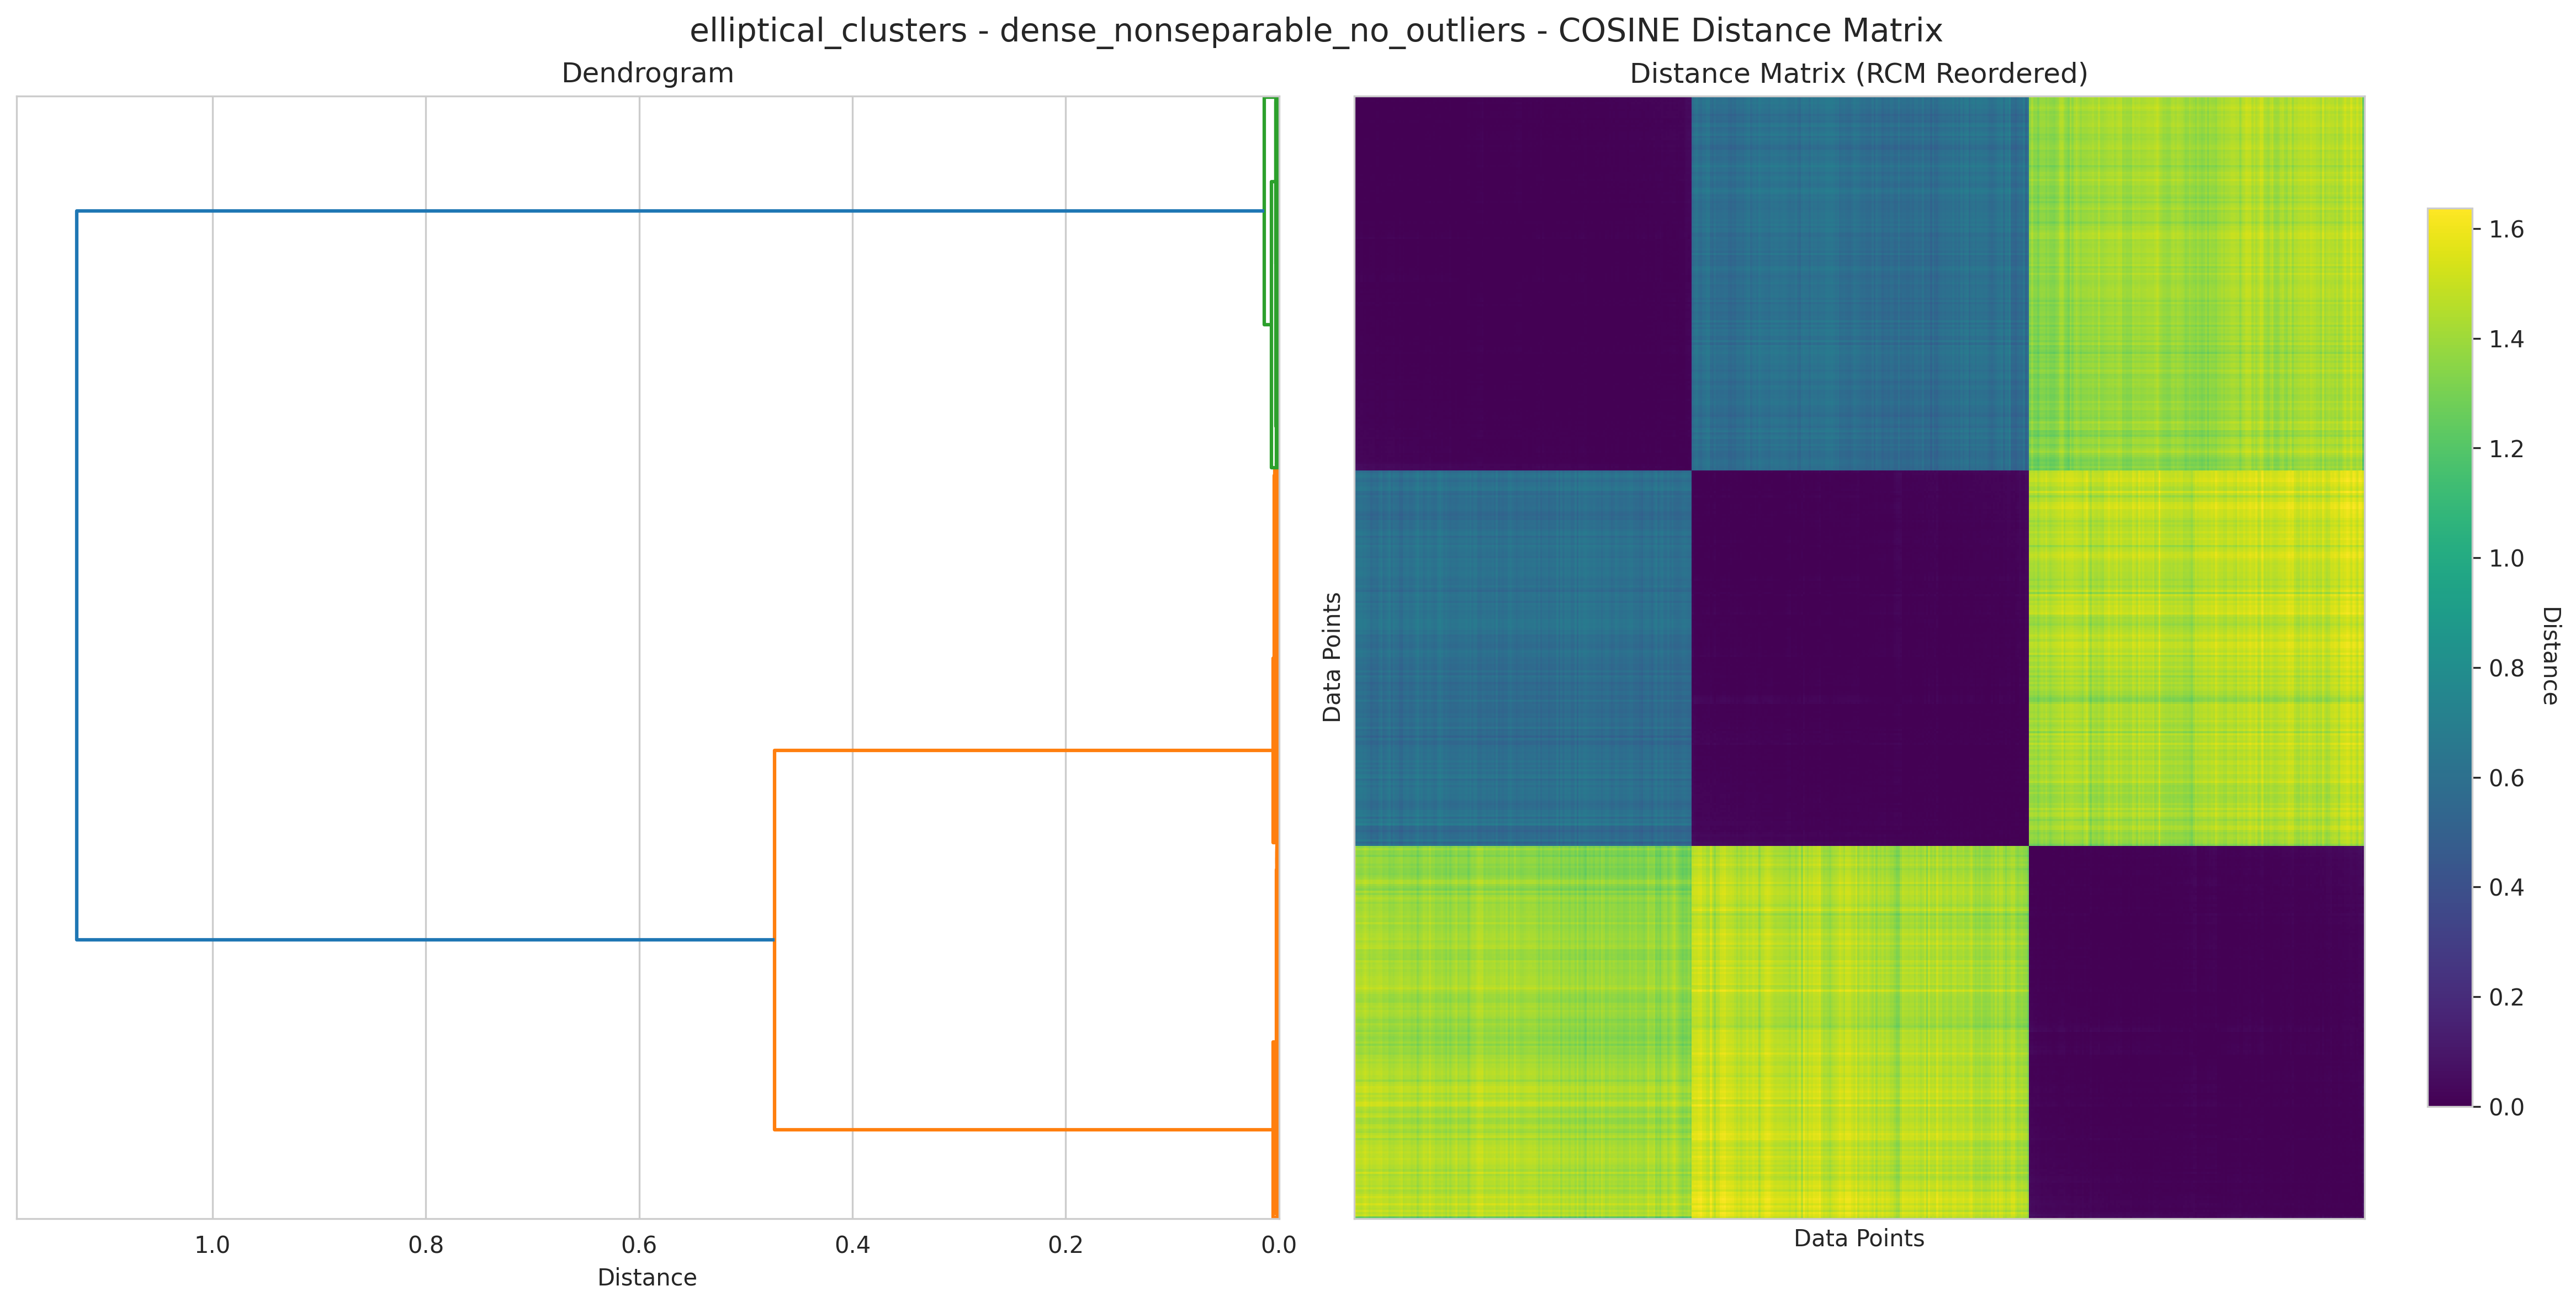 elliptical_clusters - dense_nonseparable_no_outliers - COSINE Distance Matrix
Dendrogram
1.0 0.8 0.6 0.4 0.2 0.0
Distance
Distance Matrix (RCM Reordered)
Data Points
Data Points
1.6
1.4
1.2
1.0
0.8
0.6
0.4
0.2
0.0
Distance